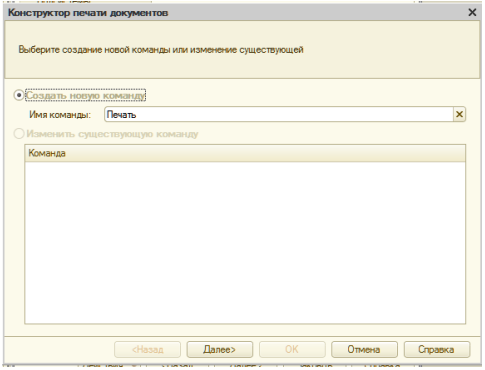 Конструктор печати документов
Выберите создание новой команды или изменение существующей
Создать новую команду
Имя команды: Печать
Изменить существующую команду
Команда
<Назад Далее> OK Отмена Справка